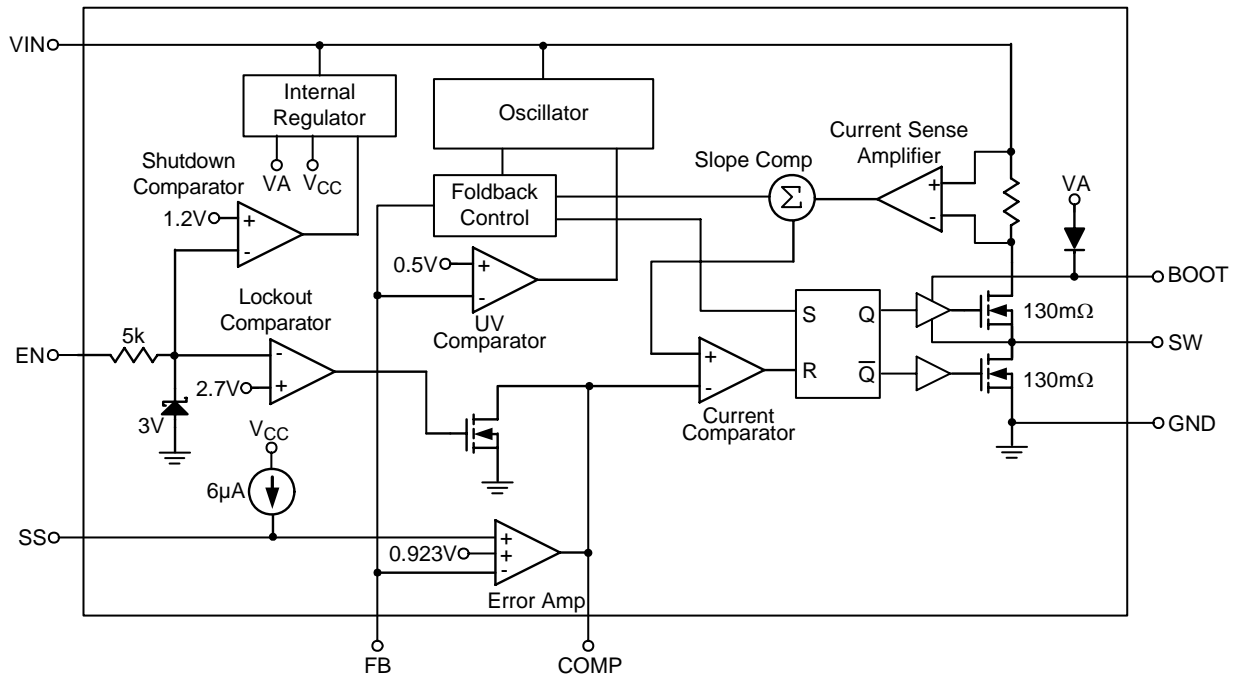 VIN
Internal
Regulator
Oscillator
Current Sense
Amplifier
Shutdown
Comparator
VA
VCC
Slope Comp
Foldback
Control
Σ
+
-
VA
1.2V
+
-
0.5V
+
-
BOOT
Lockout
Comparator
UV
Comparator
S
Q
130mΩ
5k
EN
-
+
2.7V
+
-
R
Q̅
SW
130mΩ
3V
Current
Comparator
GND
VCC
6µA
SS
+
0.923V
+
-
Error Amp
FB
COMP